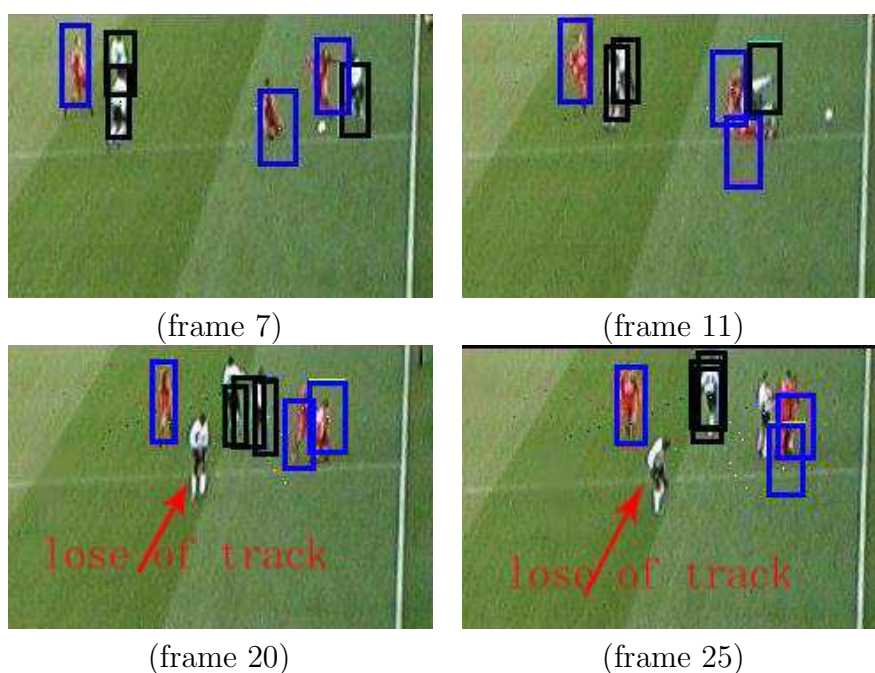 (frame 7)
(frame 11)
lose of track
(frame 20)
lose of track
(frame 25)